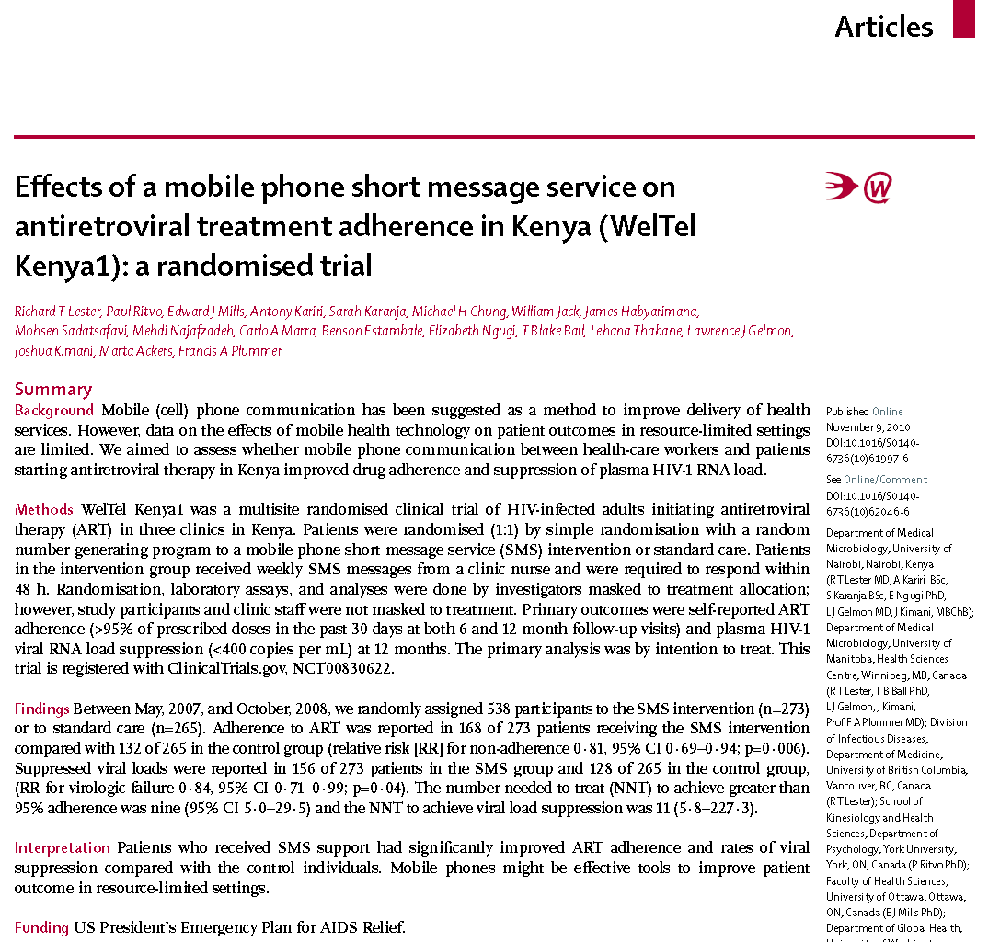 Articles
Effects of a mobile phone short message service on
antiretroviral treatment adherence in Kenya (WelTel
Kenya1): a randomised trial
Richard T Lester, Paul Ritvo, Edward J Mills, Antony Kariri, Sarah Karanja, Michael H Chung, William Jack, James Habyarimana,
Mohsen Sadatsafavi, Mehdi Najafzadeh, Carlo A Marra, Benson Estambale, Elizabeth Ngugi, T Blake Ball, Lehana Thabane, Lawrence J Gelmon,
Joshua Kimani, Marta Ackers, Francis A Plummer
Summary
Background Mobile (cell) phone communication has been suggested as a method to improve delivery of health
services. However, data on the effects of mobile health technology on patient outcomes in resource-limited settings
are limited. We aimed to assess whether mobile phone communication between health-care workers and patients
starting antiretroviral therapy in Kenya improved drug adherence and suppression of plasma HIV-1 RNA load.
Methods WelTel Kenya1 was a multisite randomised clinical trial of HIV-infected adults initiating antiretroviral
therapy (ART) in three clinics in Kenya. Patients were randomised (1:1) by simple randomisation with a random
number generating program to a mobile phone short message service (SMS) intervention or standard care. Patients
in the intervention group received weekly SMS messages from a clinic nurse and were required to respond within
48 h. Randomisation, laboratory assays, and analyses were done by investigators masked to treatment allocation;
however, study participants and clinic staff were not masked to treatment. Primary outcomes were self-reported ART
adherence (>95% of prescribed doses in the past 30 days at both 6 and 12 month follow-up visits) and plasma HIV-1
viral RNA load suppression (<400 copies per mL) at 12 months. The primary analysis was by intention to treat. This
trial is registered with ClinicalTrials.gov, NCT00830622.
Findings Between May, 2007, and October, 2008, we randomly assigned 538 participants to the SMS intervention (n=273)
or to standard care (n=265). Adherence to ART was reported in 168 of 273 patients receiving the SMS intervention
compared with 132 of 265 in the control group (relative risk [RR] for non-adherence 0·81, 95% CI 0·69–0·94; p=0·006).
Suppressed viral loads were reported in 156 of 273 patients in the SMS group and 128 of 265 in the control group,
(RR for virologic failure 0·84, 95% CI 0·71–0·99; p=0·04). The number needed to treat (NNT) to achieve greater than
95% adherence was nine (95% CI 5·0–29·5) and the NNT to achieve viral load suppression was 11 (5·8–227·3).
Interpretation Patients who received SMS support had significantly improved ART adherence and rates of viral
suppression compared with the control individuals. Mobile phones might be effective tools to improve patient
outcome in resource-limited settings.
Funding US President's Emergency Plan for AIDS Relief.
Published Online
November 9, 2010
DOI:10.1016/S0140-
6736(10)61997-6
See Online/Comment
DOI:10.1016/S0140-
6736(10)62046-6
Department of Medical
Microbiology, University of
Nairobi, Nairobi, Kenya
(R T Lester MD, A Kariri BSc,
S Karanja BSc, E Ngugi PhD,
L J Gelmon MD, J Kimani, MBChB);
Department of Medical
Microbiology, University of
Manitoba, Health Sciences
Centre, Winnipeg, MB, Canada
(R T Lester, T B Ball PhD,
L J Gelmon, J Kimani,
Prof F A Plummer MD); Division
of Infectious Diseases,
Department of Medicine,
University of British Columbia,
Vancouver, BC, Canada
(R T Lester); School of
Kinesiology and Health
Sciences, Department of
Psychology, York University,
York, ON, Canada (P Ritvo PhD);
Faculty of Health Sciences,
University of Ottawa, Ottawa,
ON, Canada (E J Mills PhD);
Department of Global Health,